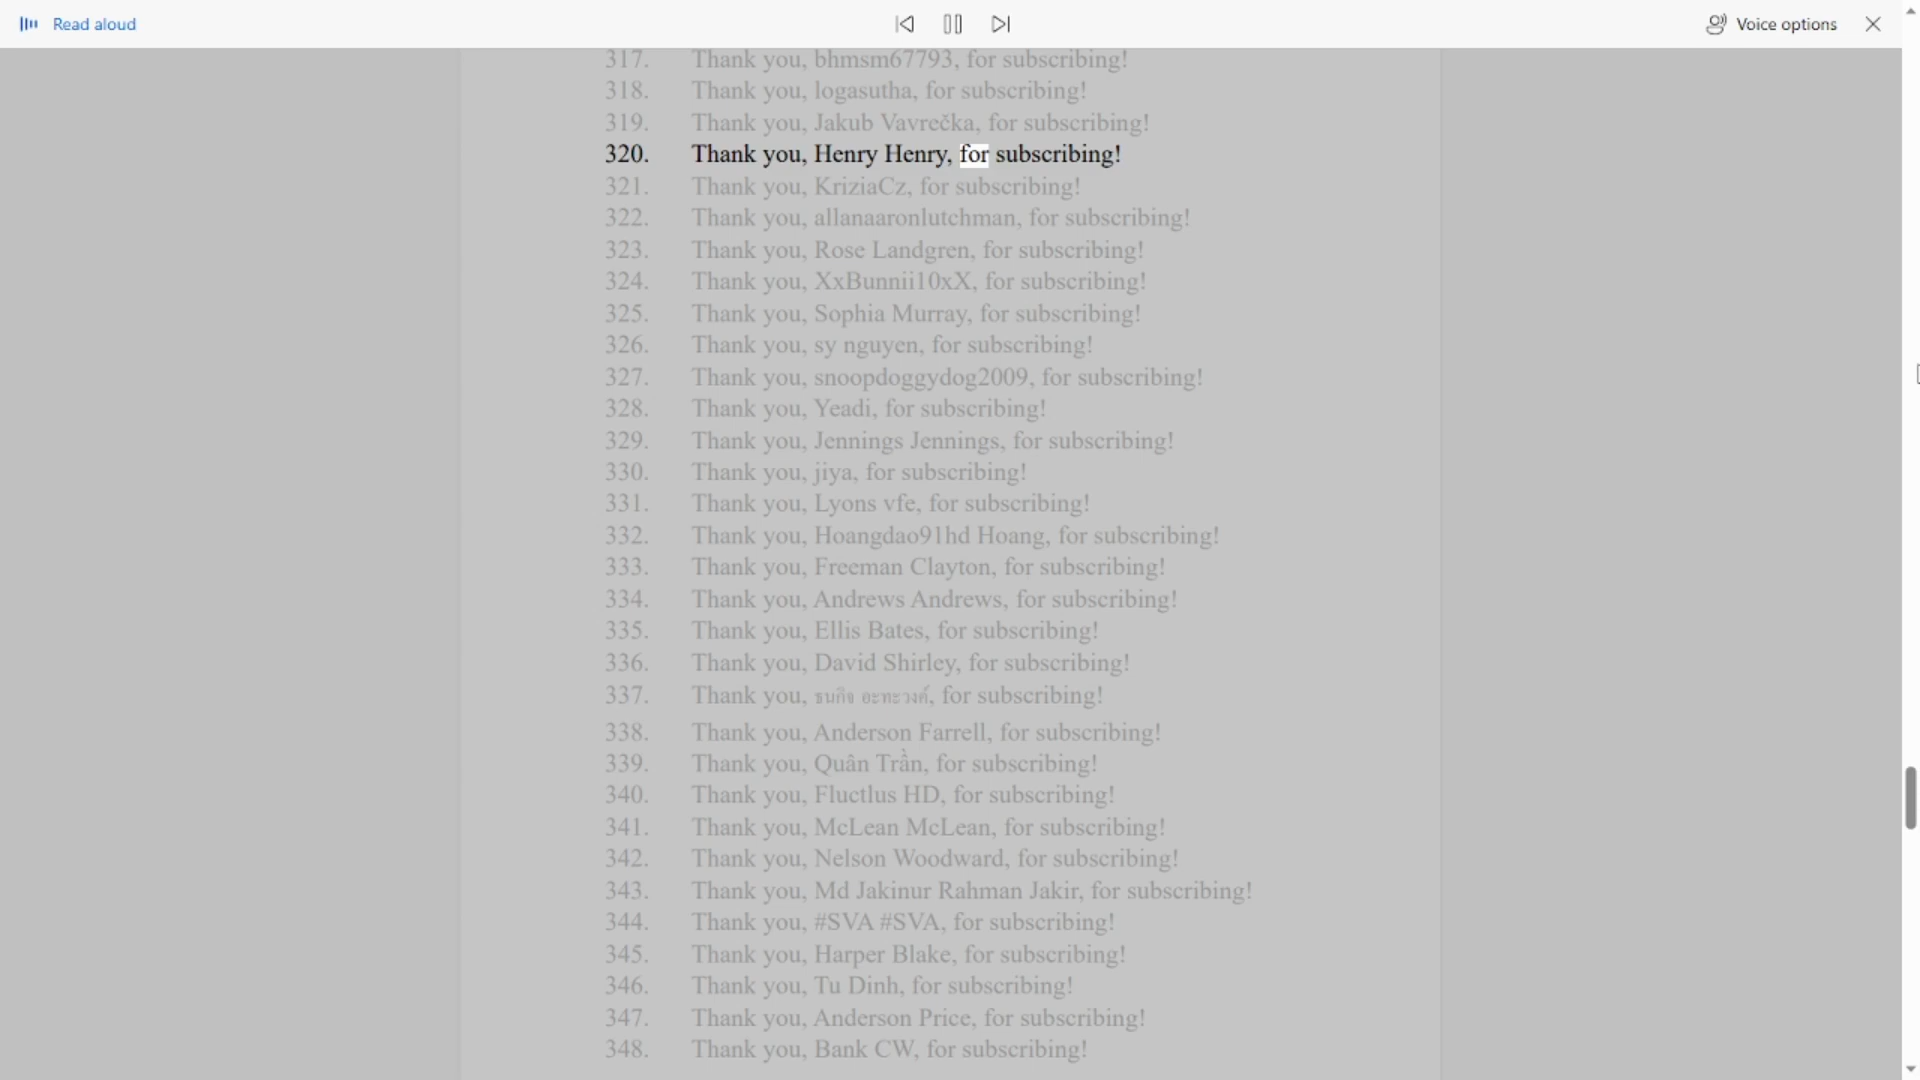 Read aloud
Voice options
317. Thank you, bhmsm67793, for subscribing!
318. Thank you, logasutha, for subscribing!
319. Thank you, Jakub Vavrečka, for subscribing!
320. Thank you, Henry Henry, for subscribing!
321. Thank you, KriziaCz, for subscribing!
322. Thank you, allanaaronlutchman, for subscribing!
323. Thank you, Rose Landgren, for subscribing!
324. Thank you, XxBunnii10xX, for subscribing!
325. Thank you, Sophia Murray, for subscribing!
326. Thank you, sy nguyen, for subscribing!
327. Thank you, snoopdoggydog2009, for subscribing!
328. Thank you, Yeadi, for subscribing!
329. Thank you, Jennings Jennings, for subscribing!
330. Thank you, jiya, for subscribing!
331. Thank you, Lyons vfe, for subscribing!
332. Thank you, Hoangdao91hd Hoang, for subscribing!
333. Thank you, Freeman Clayton, for subscribing!
334. Thank you, Andrews Andrews, for subscribing!
335. Thank you, Ellis Bates, for subscribing!
336. Thank you, David Shirley, for subscribing!
337. Thank you, ธนกิจ อะทะวงค์, for subscribing!
338. Thank you, Anderson Farrell, for subscribing!
339. Thank you, Quân Trần, for subscribing!
340. Thank you, Fluctlus HD, for subscribing!
341. Thank you, McLean McLean, for subscribing!
342. Thank you, Nelson Woodward, for subscribing!
343. Thank you, Md Jakinur Rahman Jakir, for subscribing!
344. Thank you, #SVA #SVA, for subscribing!
345. Thank you, Harper Blake, for subscribing!
346. Thank you, Tu Dinh, for subscribing!
347. Thank you, Anderson Price, for subscribing!
348. Thank you, Bank CW, for subscribing!